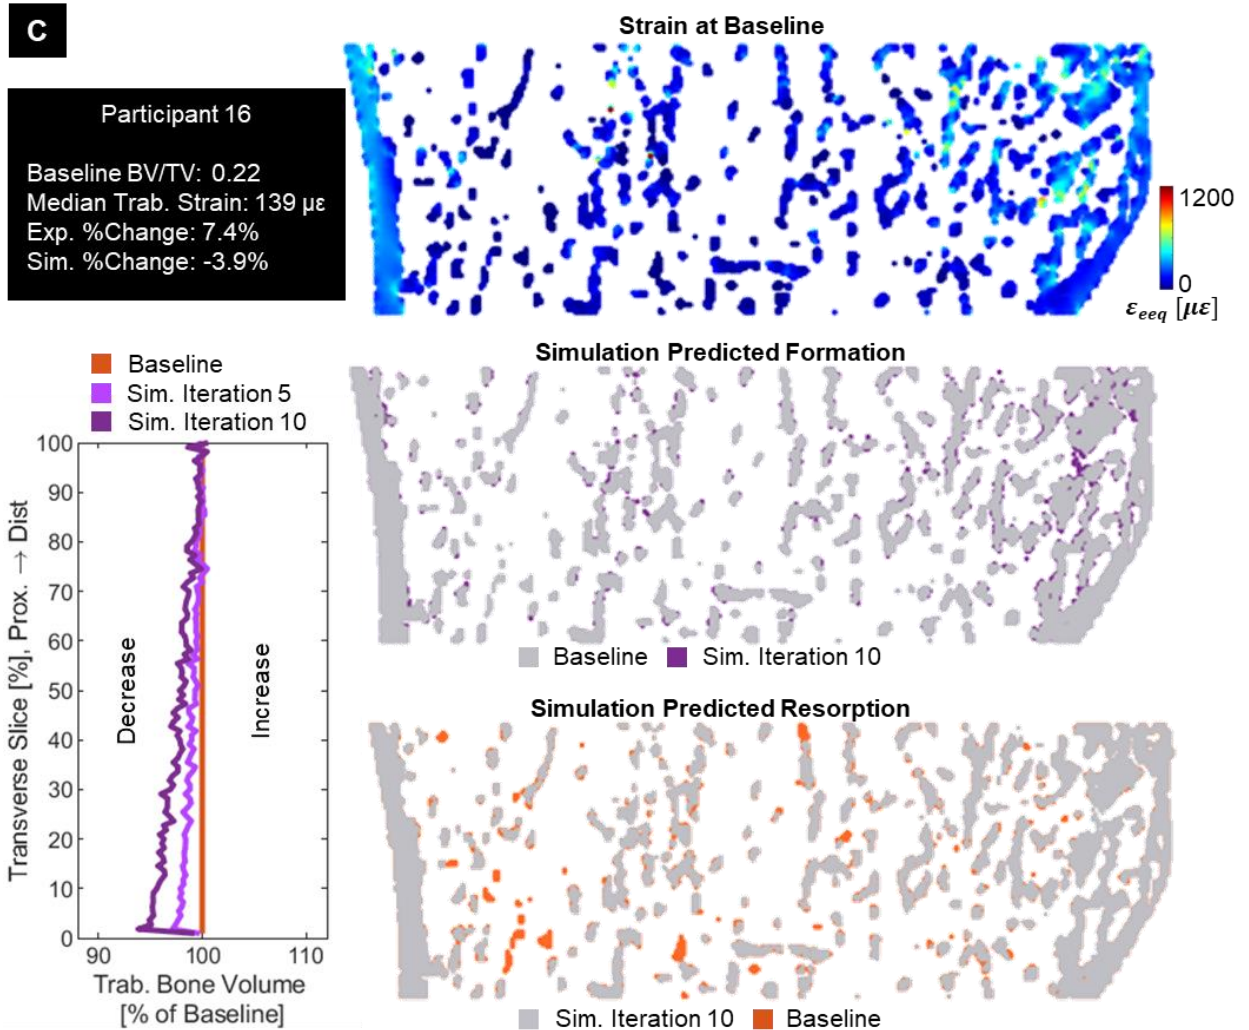 C
Strain at Baseline
Participant 16
Baseline BV/TV: 0.22
Median Trab. Strain: 139 με
Exp. %Change: 7.4%
Sim. %Change: -3.9%
1200
0
ε_eeq [με]
Baseline
Sim. Iteration 5
Sim. Iteration 10
Simulation Predicted Formation
100
90
80
70
60
50
40
30
20
10
0
Transverse Slice [%], Prox. → Dist
Decrease
Increase
90 100 110
Trab. Bone Volume
[% of Baseline]
Baseline Sim. Iteration 10
Simulation Predicted Resorption
Sim. Iteration 10 Baseline